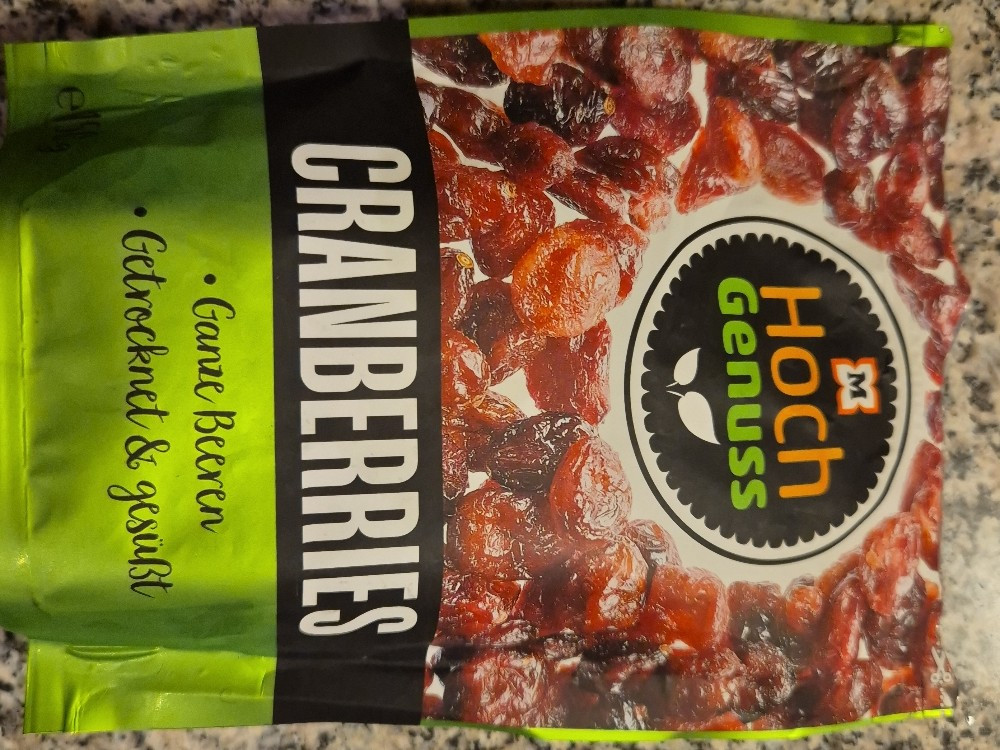 M
HOCH
Genuss
CRANBERRIES
• Ganze Beeren
• Getrocknet & gesüßt